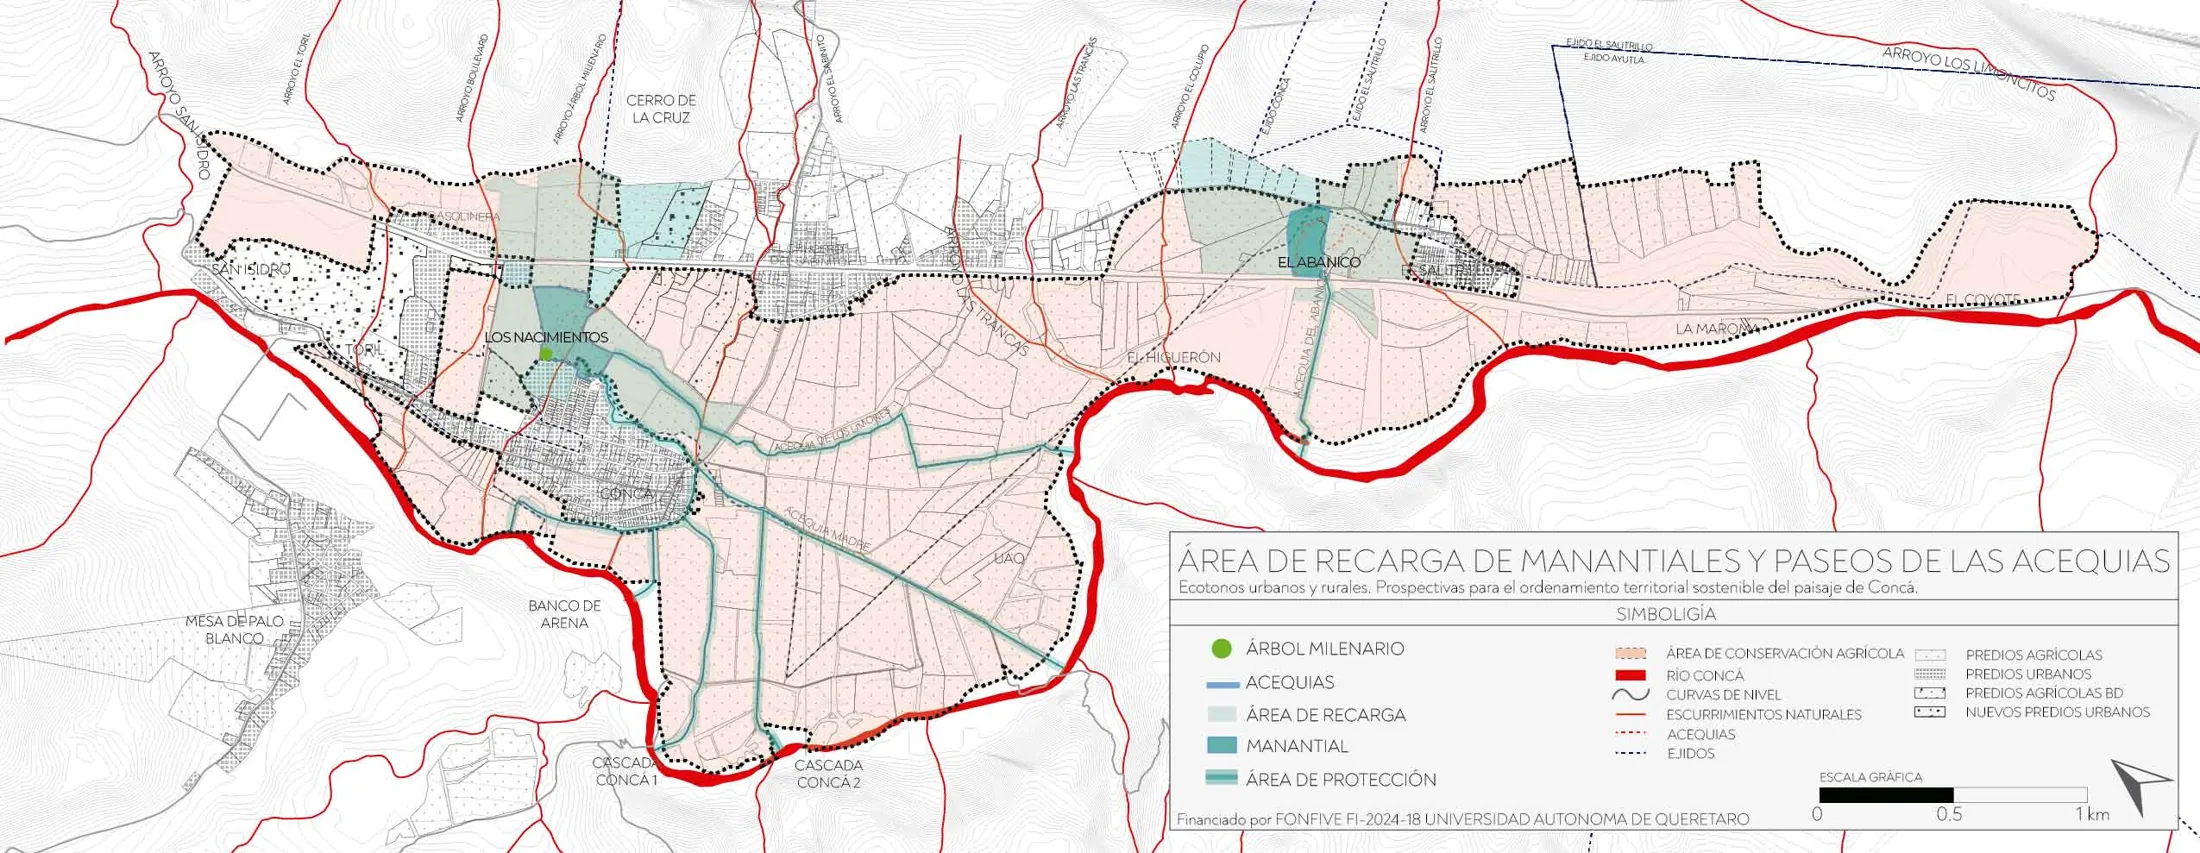 ARROYO SAN ISIDRO
ARROYO EL TORIL
ARROYO BOULEVARD
ARROYO ÁRBOL MILENARIO
CERRO DE
LA CRUZ
ARROYO EL SABINITO
ARROYO LAS TRANCAS
ARROYO EL COLUPIO
EJIDO CONCÁ
EJIDO EL SAUTRILLO
ARROYO EL SAUTRILLO
EJIDO EL SAUTRILLO
EJIDO AYUTLA
ARROYO LOS LIMONCITOS
GASOLINERA
SAN ISIDRO
TORIL
LOS NACIMIENTOS
ARROYO LAS TRANCAS
EL ABANICO
ACEQUIA DEL ABANICO
EL HIGUERÓN
LA MAROMA
EL COYOTE
ACEQUIA DE LOS LIMONES
CONCÁ
ACEQUIA MADRE
UAQ
MESA DE PALO
BLANCO
BANCO DE
ARENA
CASCADA
CONCÁ 1
CASCADA
CONCÁ 2
ÁREA DE RECARGA DE MANANTIALES Y PASEOS DE LAS ACEQUIAS
Ecotonos urbanos y rurales. Prospectivas para el ordenamiento territorial sostenible del paisaje de Concá.
SIMBOLIGÍA
ÁRBOL MILENARIO
ACEQUIAS
ÁREA DE RECARGA
MANANTIAL
ÁREA DE PROTECCIÓN
ÁREA DE CONSERVACIÓN AGRÍCOLA
RÍO CONCÁ
CURVAS DE NIVEL
ESCURRIMIENTOS NATURALES
ACEQUIAS
EJIDOS
PREDIOS AGRÍCOLAS
PREDIOS URBANOS
PREDIOS AGRÍCOLAS BD
NUEVOS PREDIOS URBANOS
ESCALA GRÁFICA
0 0.5 1 km
Financiado por FONFIVE FI-2024-18 UNIVERSIDAD AUTONOMA DE QUERETARO